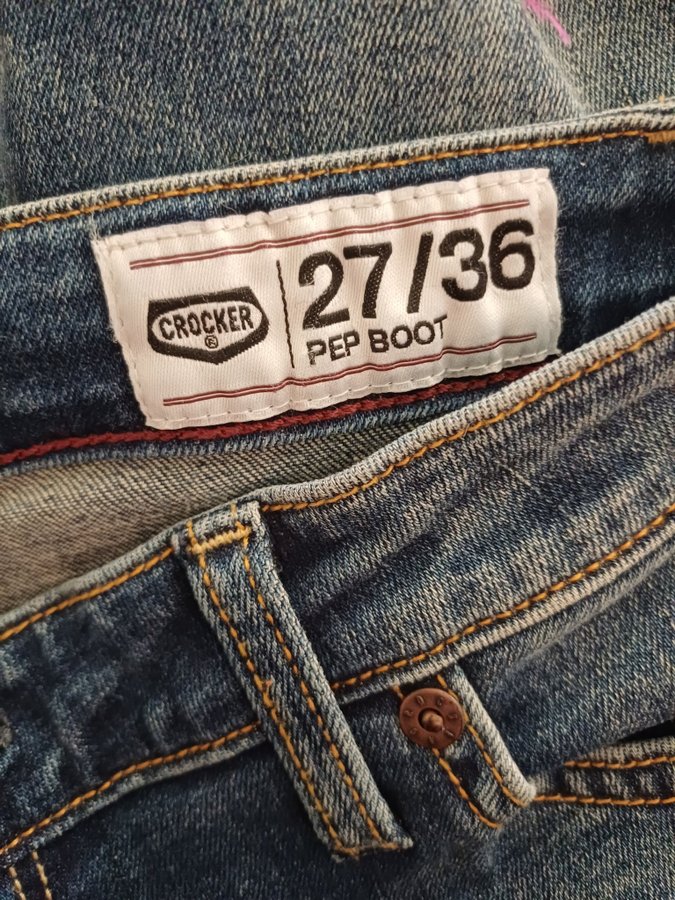 CROCKER
®
27/36
PEP BOOT